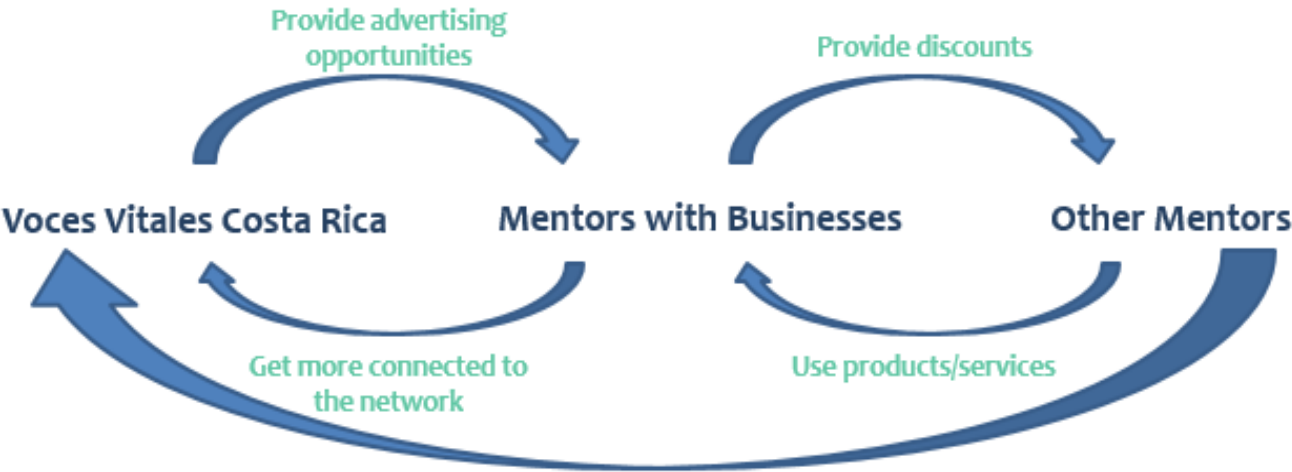 Provide advertising
opportunities
Provide discounts
Voces Vitales Costa Rica
Mentors with Businesses
Other Mentors
Get more connected to
the network
Use products/services